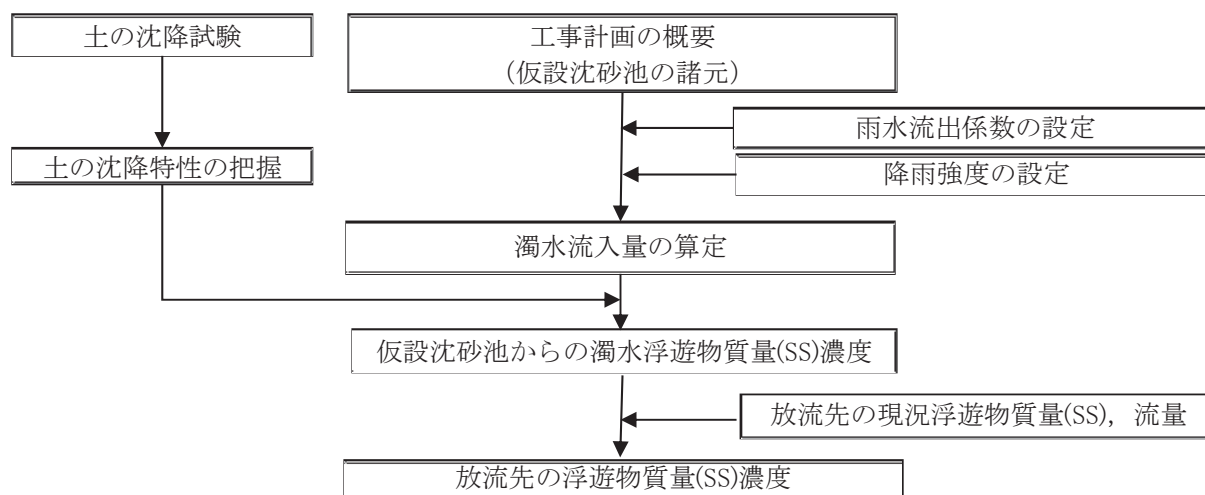 土の沈降試験
工事計画の概要
（仮設沈砂池の諸元）
雨水流出係数の設定
土の沈降特性の把握
降雨強度の設定
濁水流入量の算定
仮設沈砂池からの濁水浮遊物質量(SS)濃度
放流先の現況浮遊物質量(SS)，流量
放流先の浮遊物質量(SS)濃度